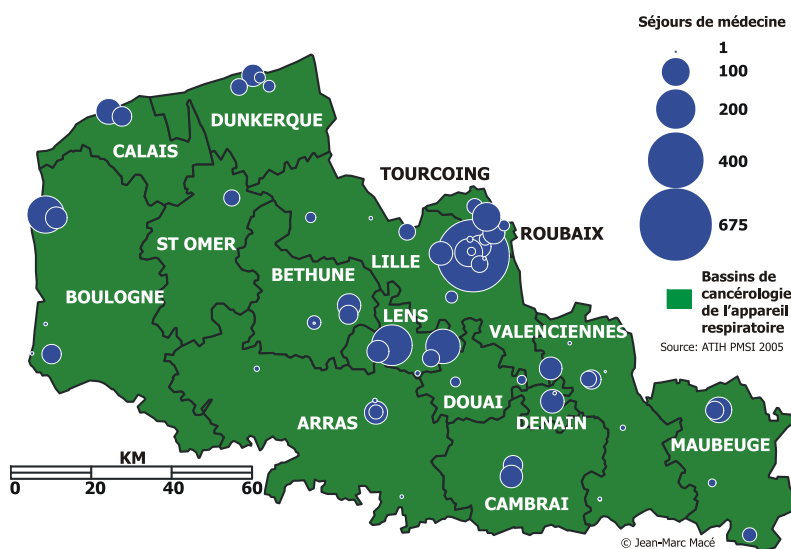 Séjours de médecine
1
100
200
400
675
Bassins de
cancérologie
de l'appareil
respiratoire
Source: ATIH PMSI 2005
DUNKERQUE
CALAIS
TOURCOING
ROUBAIX
ST OMER
LILLE
BETHUNE
BOULOGNE
LENS
VALENCIENNES
DOUAI
ARRAS
DENAIN
MAUBEUGE
CAMBRAI
KM
0 20 40 60
© Jean-Marc Macé